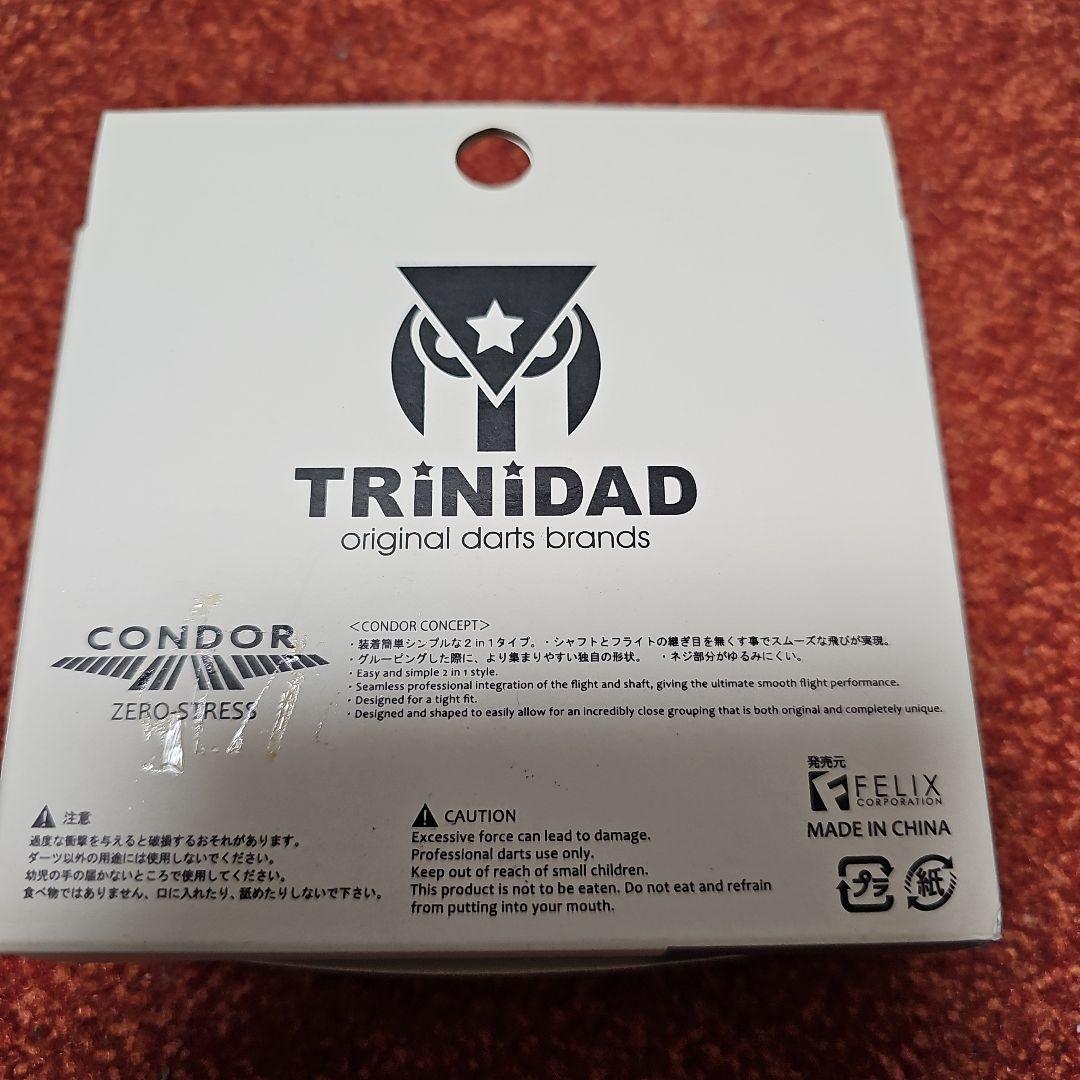 TRiNiDAD
original darts brands
CONDOR
ZERO-STRESS
＜CONDOR CONCEPT＞
・装着簡単シンプルな2 in 1タイプ。・シャフトとフライトの継ぎ目を無くす事でスムーズな飛びが実現。
・グルーピングした際に、より集まりやすい独自の形状。 ・ネジ部分がゆるみにくい。
・Easy and simple 2 in 1 style.
・Seamless professional integration of the flight and shaft, giving the ultimate smooth flight performance.
・Designed for a tight fit.
・Designed and shaped to easily allow for an incredibly close grouping that is both original and completely unique.
注意
過度な衝撃を与えると破損するおそれがあります。
ダーツ以外の用途には使用しないでください。
幼児の手の届かないところで使用してください。
食べ物ではありません、口に入れたり、舐めたりしないで下さい。
CAUTION
Excessive force can lead to damage.
Professional darts use only.
Keep out of reach of small children.
This product is not to be eaten. Do not eat and refrain
from putting into your mouth.
発売元
FELIX
CORPORATION
MADE IN CHINA
プラ
紙